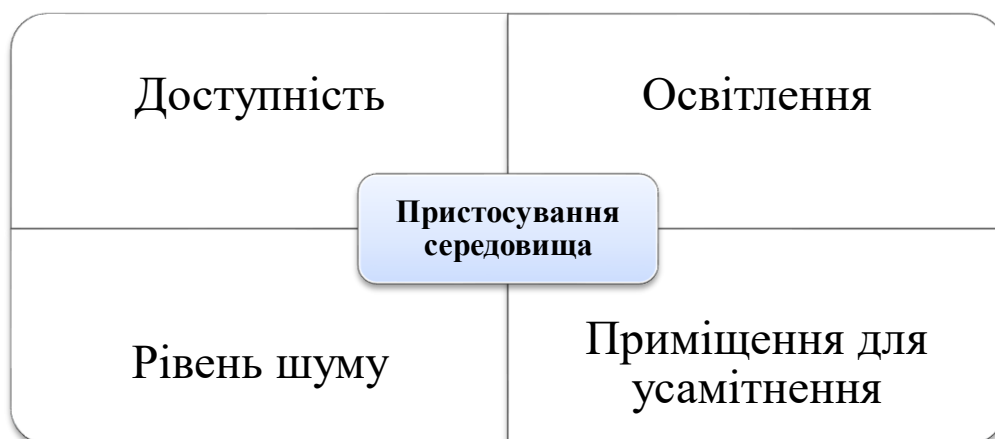 Доступність
Освітлення
Пристосування
середовища
Рівень шуму
Приміщення для
усамітнення